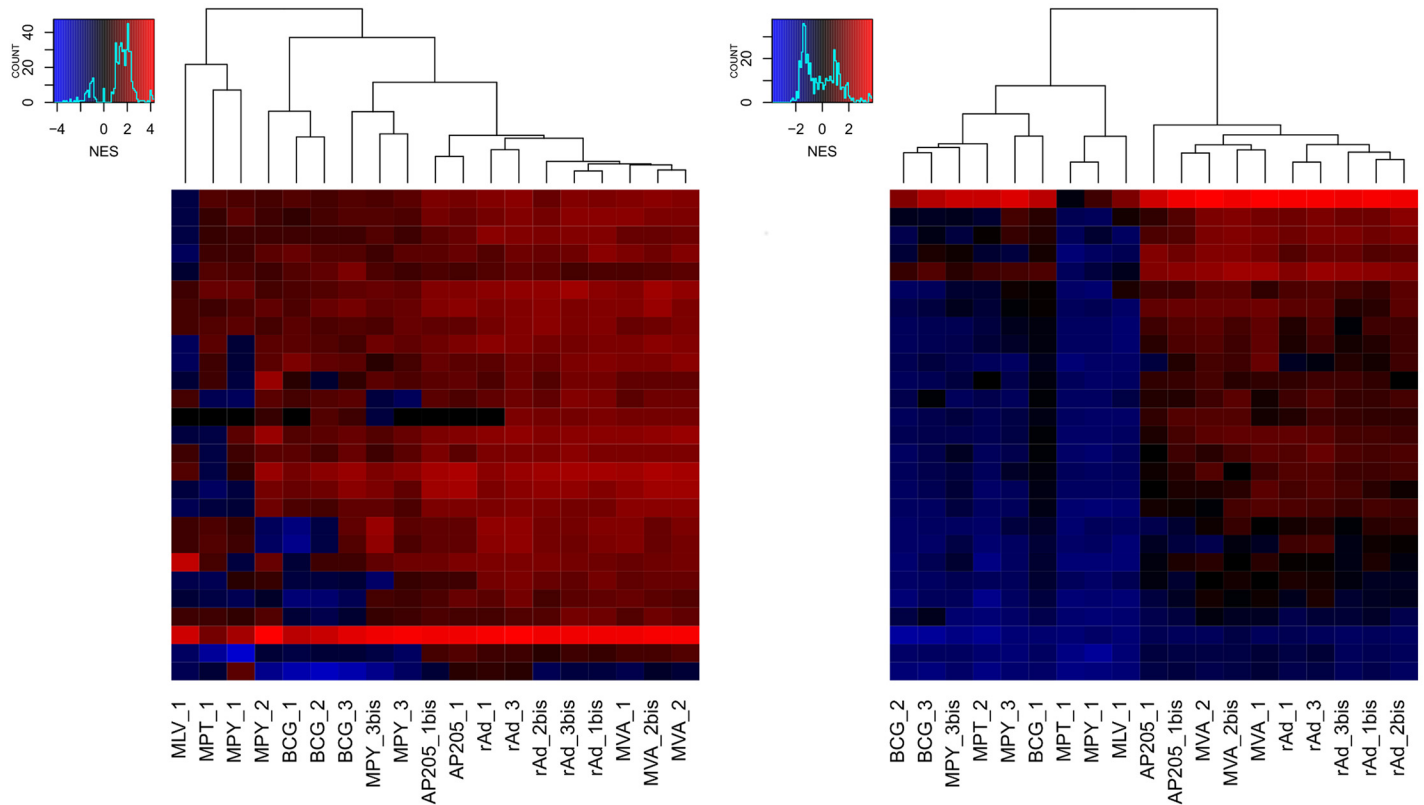 COUNT
40
20
0
−4 0 2 4
NES
COUNT
20
0
−2 0 2
NES
MLV_1
MPT_1
MPY_1
MPY_2
BCG_1
BCG_2
BCG_3
MPY_3bis
MPY_3
AP205_1bis
AP205_1
rAd_1
rAd_3
rAd_2bis
rAd_3bis
rAd_1bis
MVA_1
MVA_2bis
MVA_2
BCG_2
BCG_3
MPY_3bis
MPT_2
MPY_3
BCG_1
MPT_1
MPY_1
MLV_1
AP205_1
AP205_1bis
MVA_2
MVA_2bis
MVA_1
rAd_1
rAd_3
rAd_3bis
rAd_1bis
rAd_2bis